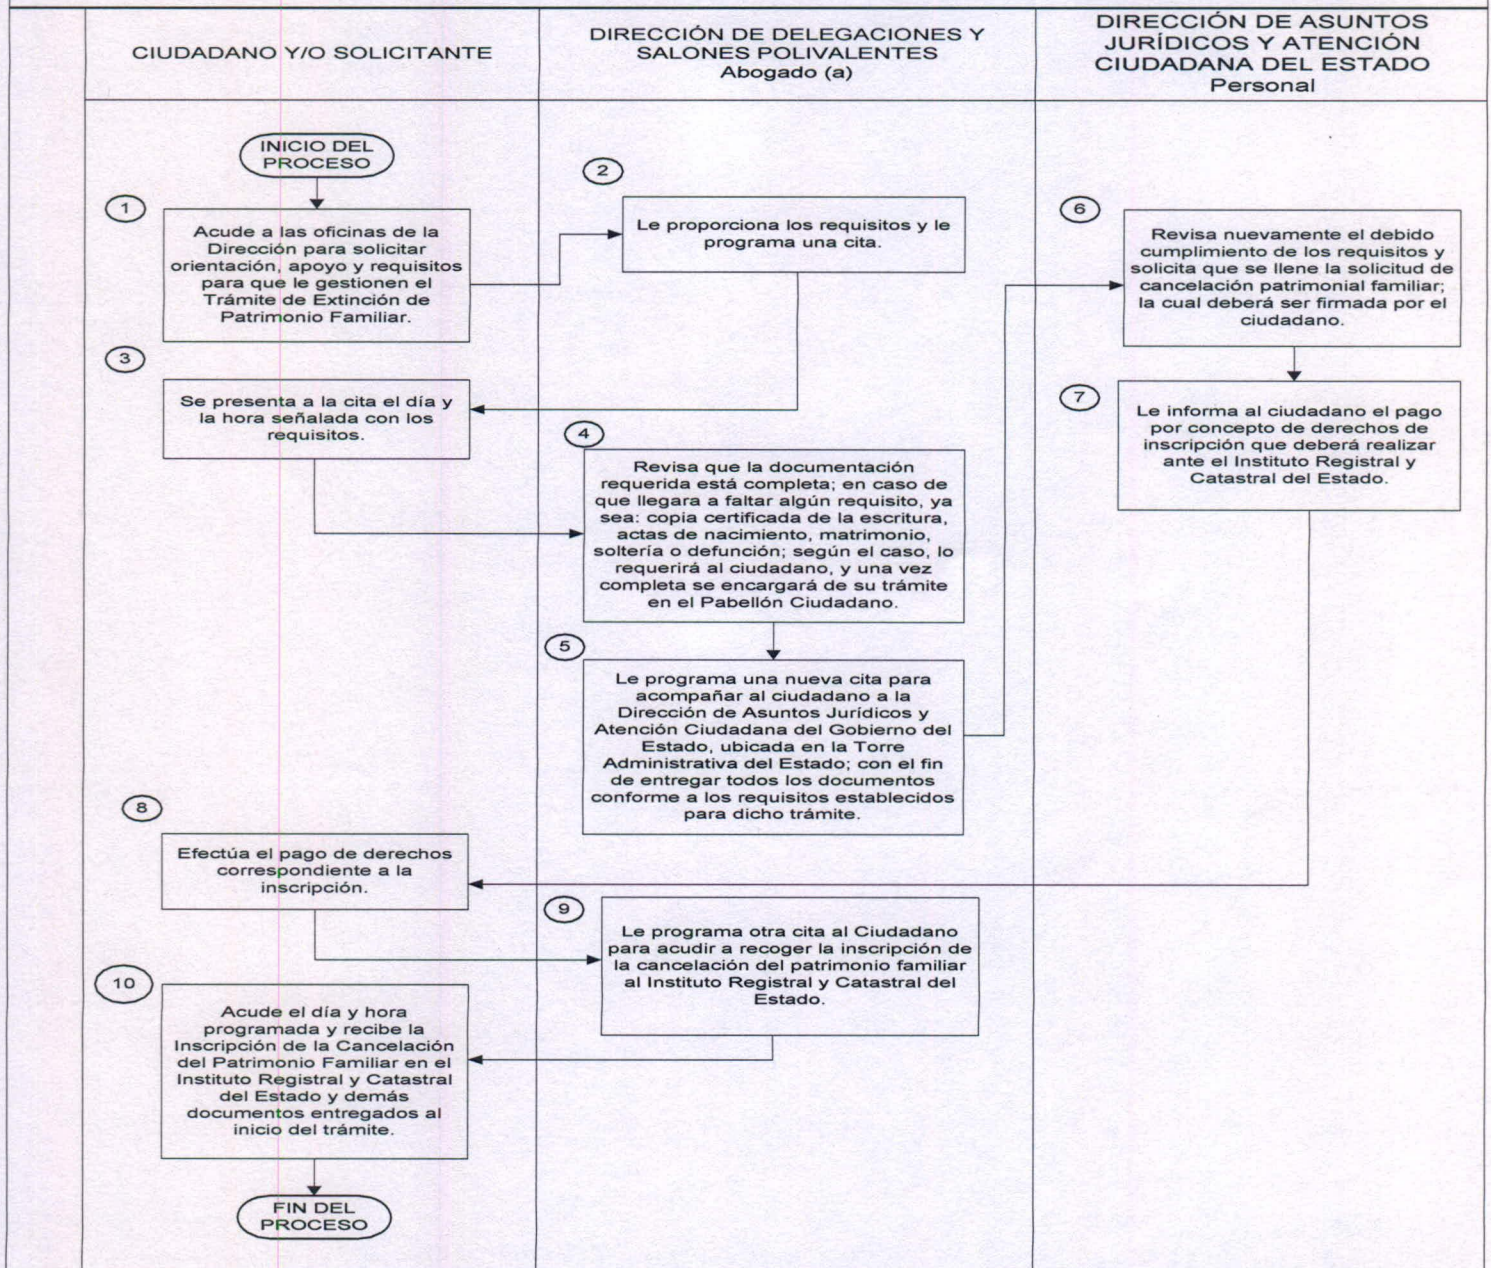 CIUDADANO Y/O SOLICITANTE
DIRECCIÓN DE DELEGACIONES Y
SALONES POLIVALENTES
Abogado (a)
DIRECCIÓN DE ASUNTOS
JURÍDICOS Y ATENCIÓN
CIUDADANA DEL ESTADO
Personal
INICIO DEL
PROCESO
1
Acude a las oficinas de la
Dirección para solicitar
orientación, apoyo y requisitos
para que le gestionen el
Trámite de Extinción de
Patrimonio Familiar.
2
Le proporciona los requisitos y le
programa una cita.
3
Se presenta a la cita el día y
la hora señalada con los
requisitos.
4
Revisa que la documentación
requerida está completa; en caso de
que llegara a faltar algún requisito, ya
sea: copia certificada de la escritura,
actas de nacimiento, matrimonio,
soltería o defunción; según el caso, lo
requerirá al ciudadano, y una vez
completa se encargará de su trámite
en el Pabellón Ciudadano.
5
Le programa una nueva cita para
acompañar al ciudadano a la
Dirección de Asuntos Jurídicos y
Atención Ciudadana del Gobierno del
Estado, ubicada en la Torre
Administrativa del Estado; con el fin
de entregar todos los documentos
conforme a los requisitos establecidos
para dicho trámite.
6
Revisa nuevamente el debido
cumplimiento de los requisitos y
solicita que se llene la solicitud de
cancelación patrimonial familiar;
la cual deberá ser firmada por el
ciudadano.
7
Le informa al ciudadano el pago
por concepto de derechos de
inscripción que deberá realizar
ante el Instituto Registral y
Catastral del Estado.
8
Efectúa el pago de derechos
correspondiente a la
inscripción.
9
Le programa otra cita al Ciudadano
para acudir a recoger la inscripción de
la cancelación del patrimonio familiar
al Instituto Registral y Catastral del
Estado.
10
Acude el día y hora
programada y recibe la
Inscripción de la Cancelación
del Patrimonio Familiar en el
Instituto Registral y Catastral
del Estado y demás
documentos entregados al
inicio del trámite.
FIN DEL
PROCESO